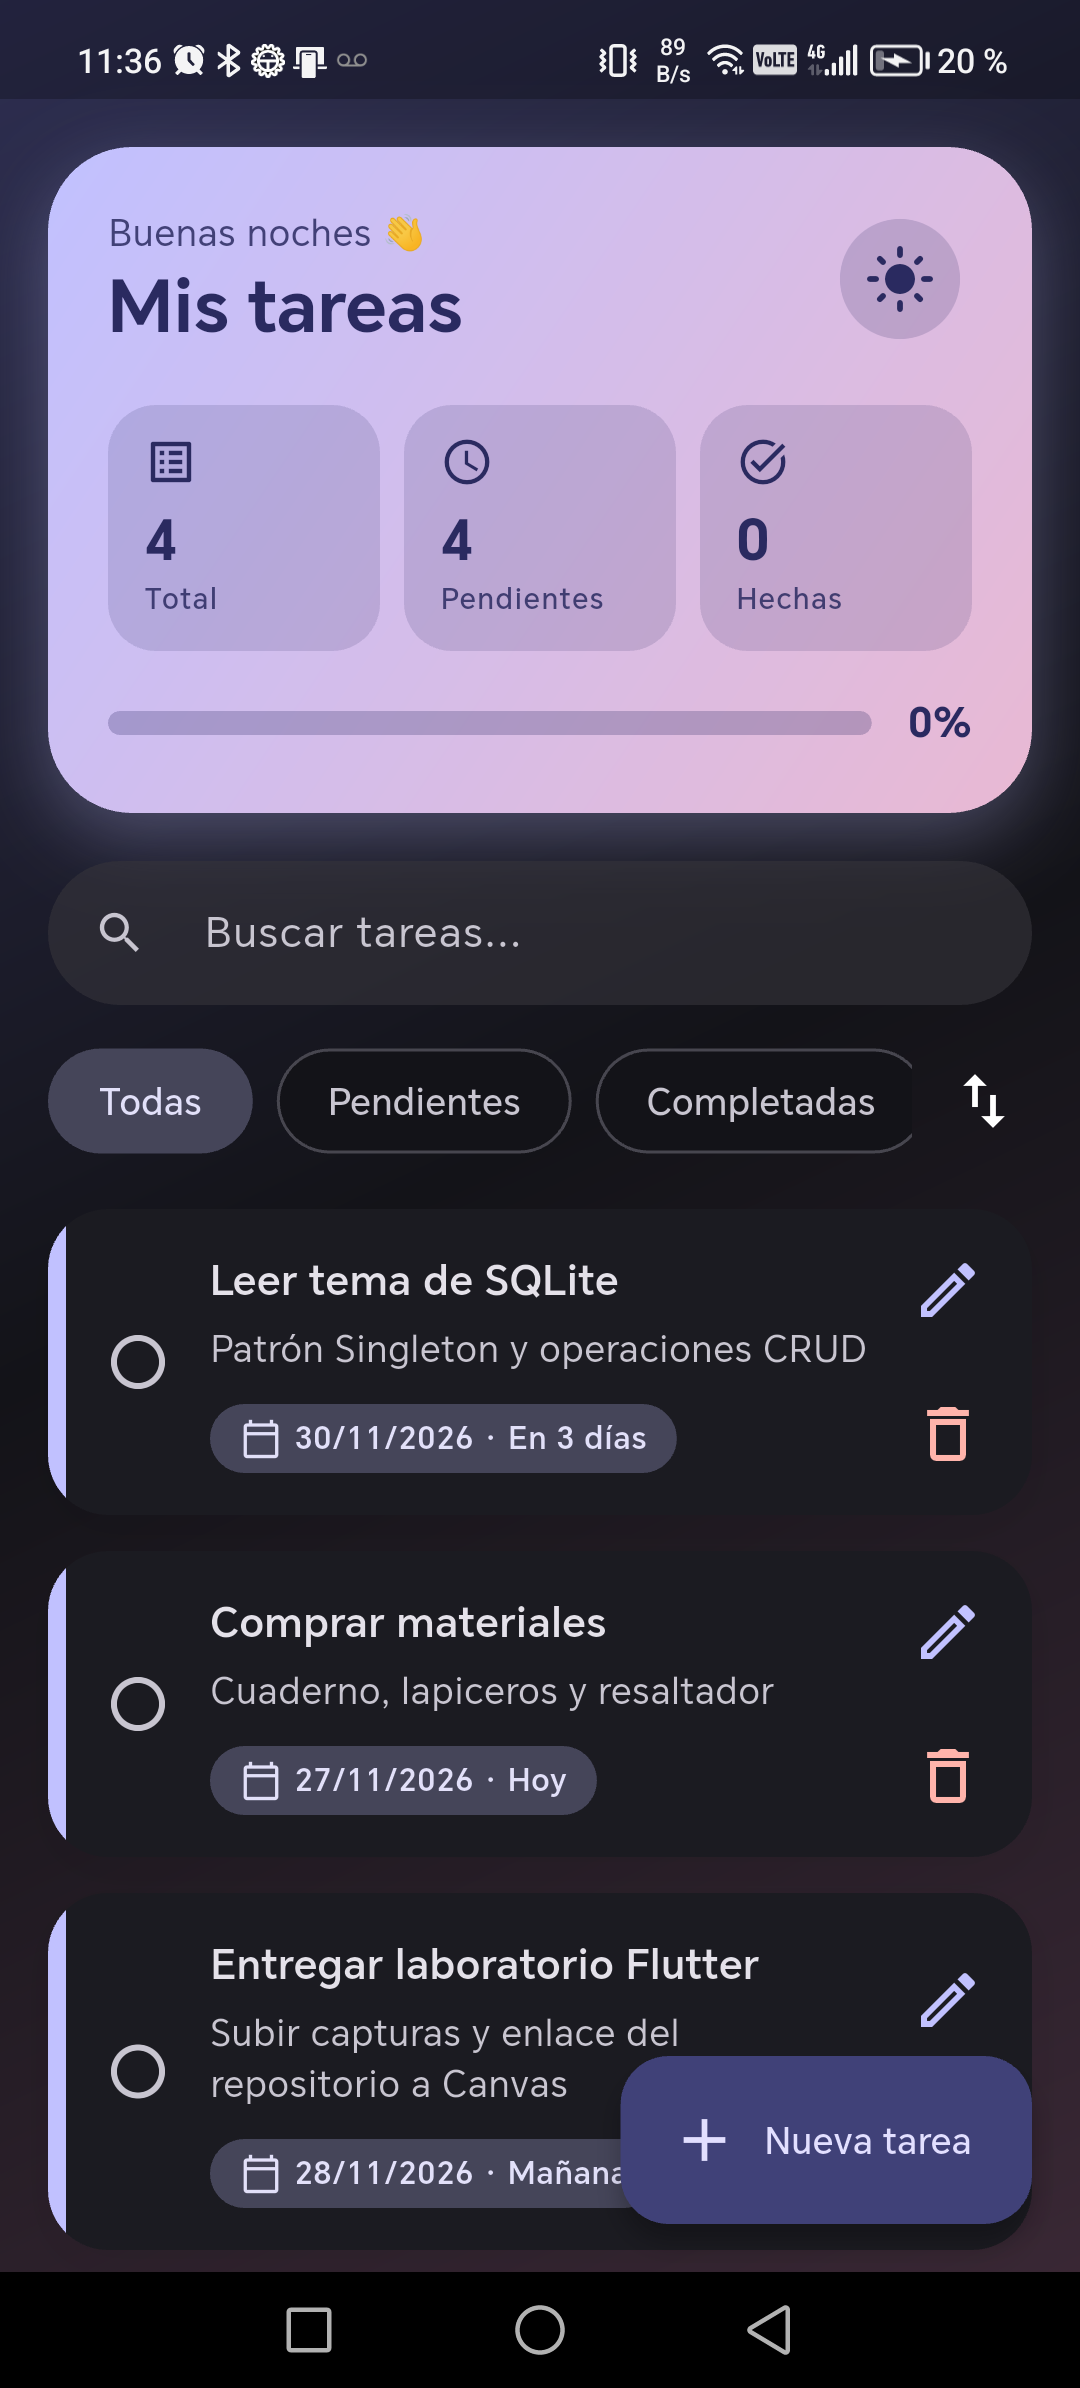 11:36
89
B/s
VoLTE
4G
20 %
Buenas noches 👋
Mis tareas
4
Total
4
Pendientes
0
Hechas
0%
Buscar tareas...
Todas
Pendientes
Completadas
Leer tema de SQLite
Patrón Singleton y operaciones CRUD
30/11/2026 · En 3 días
Comprar materiales
Cuaderno, lapiceros y resaltador
27/11/2026 · Hoy
Entregar laboratorio Flutter
Subir capturas y enlace del
repositorio a Canvas
28/11/2026 · Mañana
Nueva tarea